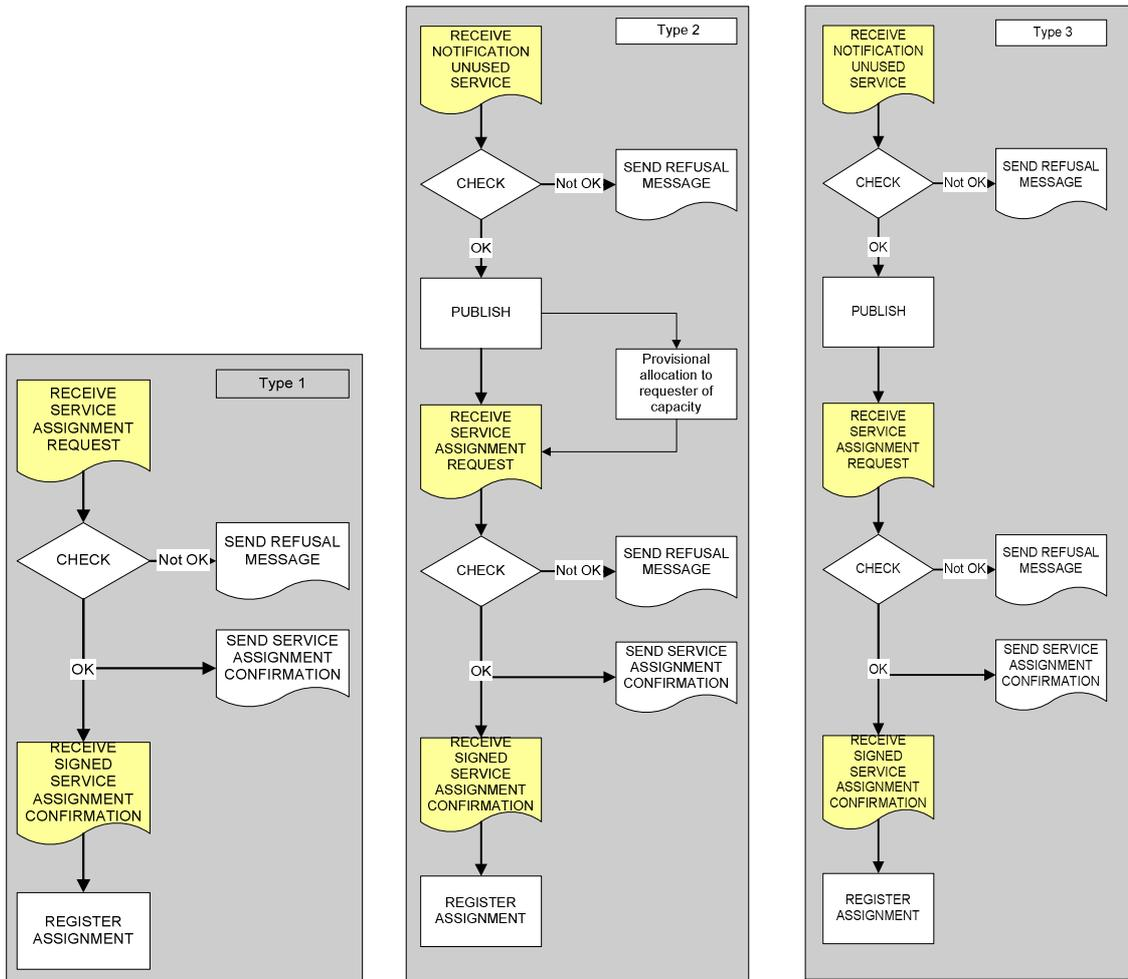 Type 1
RECEIVE
SERVICE
ASSIGNMENT
REQUEST
CHECK
Not OK
SEND REFUSAL
MESSAGE
OK
SEND SERVICE
ASSIGNMENT
CONFIRMATION
RECEIVE
SIGNED
SERVICE
ASSIGNMENT
CONFIRMATION
REGISTER
ASSIGNMENT
Type 2
RECEIVE
NOTIFICATION
UNUSED
SERVICE
CHECK
Not OK
SEND REFUSAL
MESSAGE
OK
PUBLISH
Provisional
allocation to
requester of
capacity
RECEIVE
SERVICE
ASSIGNMENT
REQUEST
CHECK
Not OK
SEND REFUSAL
MESSAGE
OK
SEND SERVICE
ASSIGNMENT
CONFIRMATION
RECEIVE
SIGNED
SERVICE
ASSIGNMENT
CONFIRMATION
REGISTER
ASSIGNMENT
Type 3
RECEIVE
NOTIFICATION
UNUSED
SERVICE
CHECK
Not OK
SEND REFUSAL
MESSAGE
OK
PUBLISH
RECEIVE
SERVICE
ASSIGNMENT
REQUEST
CHECK
Not OK
SEND REFUSAL
MESSAGE
OK
SEND SERVICE
ASSIGNMENT
CONFIRMATION
RECEIVE
SIGNED
SERVICE
ASSIGNMENT
CONFIRMATION
REGISTER
ASSIGNMENT